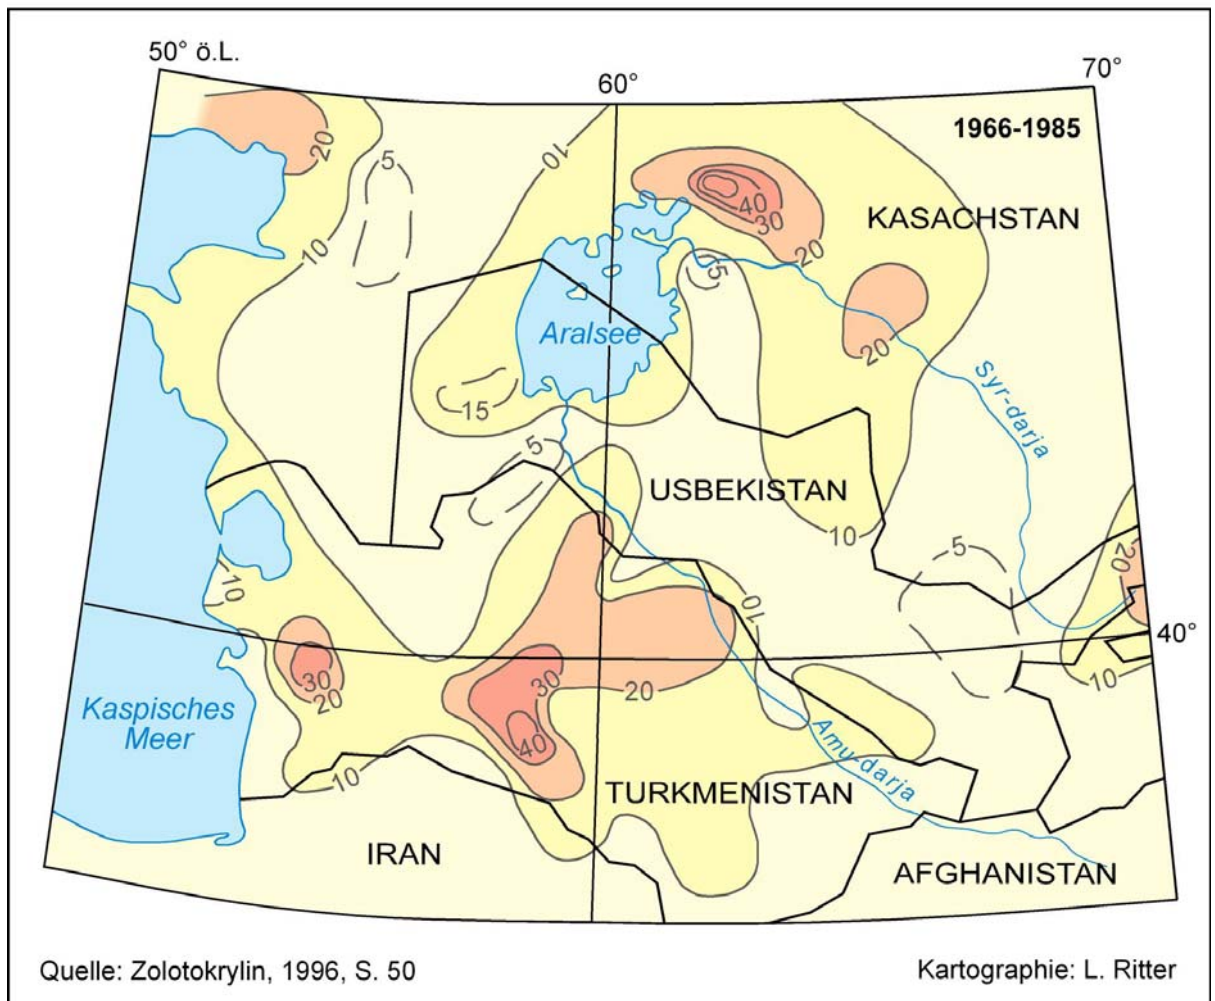 50° ö.L.
60°
70°
1966-1985
20
5
10
40
30
KASACHSTAN
20
10
5
Aralsee
20
15
Syr-darja
5
USBEKISTAN
10
5
20
10
10
40°
30
20
30
20
10
Kaspisches
Meer
40
Amu-darja
10
TURKMENISTAN
IRAN
AFGHANISTAN
Quelle: Zolotokrylin, 1996, S. 50
Kartographie: L. Ritter